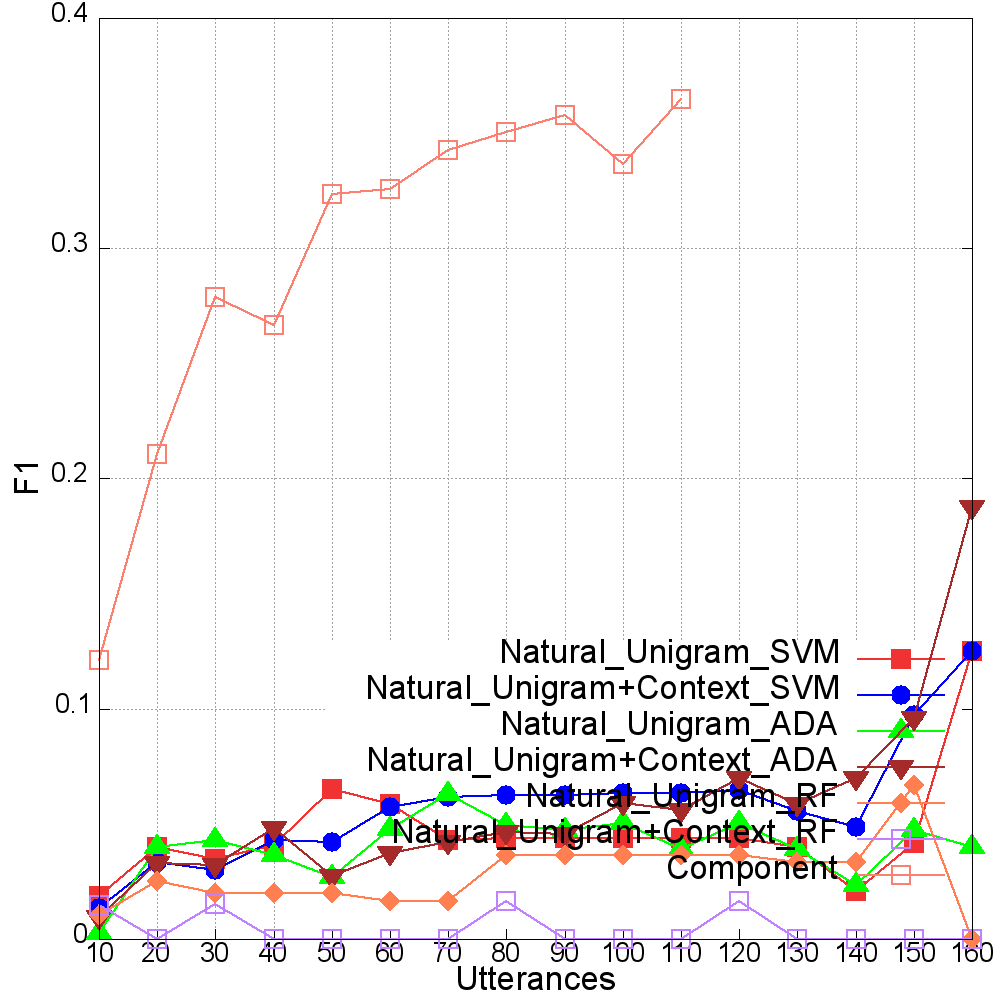 0.4
0.3
0.2
0.1
0
F1
Natural_Unigram_SVM
Natural_Unigram+Context_SVM
Natural_Unigram_ADA
Natural_Unigram+Context_ADA
Natural_Unigram_RF
Natural_Unigram+Context_RF
Component
10 20 30 40 50 60 70 80 90 100 110 120 130 140 150 160
Utterances